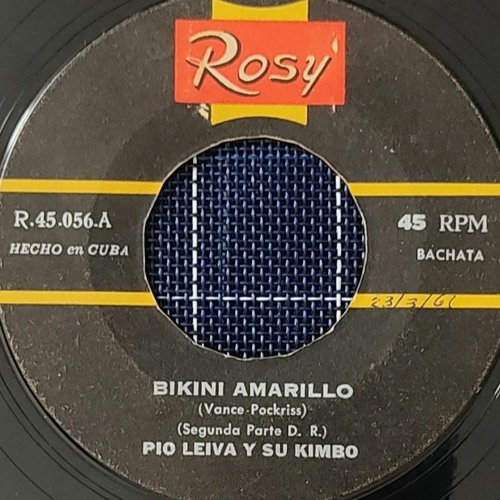 Rosy
R.45.056-A
45 RPM
HECHO en CUBA
BACHATA
23/3/61
BIKINI AMARILLO
(Vance-Pockriss)
(Segunda Parte D. R.)
PIO LEIVA Y SU KIMBO